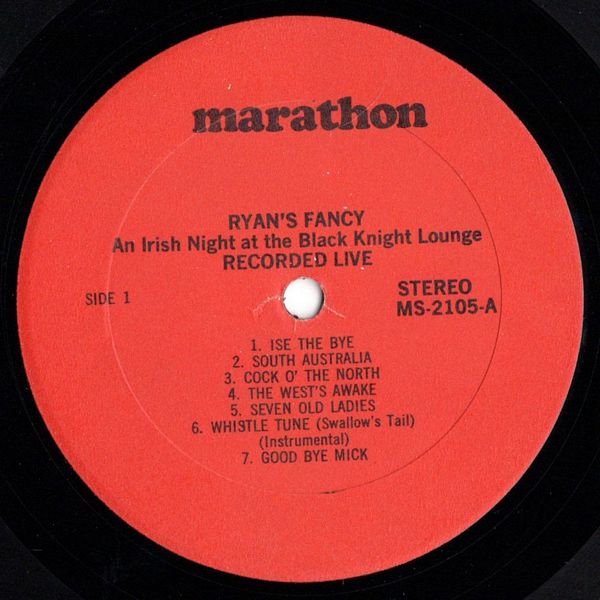 marathon
RYAN'S FANCY
An Irish Night at the Black Knight Lounge
RECORDED LIVE
SIDE 1
STEREO
MS-2105-A
1. ISE THE BYE
2. SOUTH AUSTRALIA
3. COCK O' THE NORTH
4. THE WEST'S AWAKE
5. SEVEN OLD LADIES
6. WHISTLE TUNE (Swallow's Tail)
(Instrumental)
7. GOOD BYE MICK